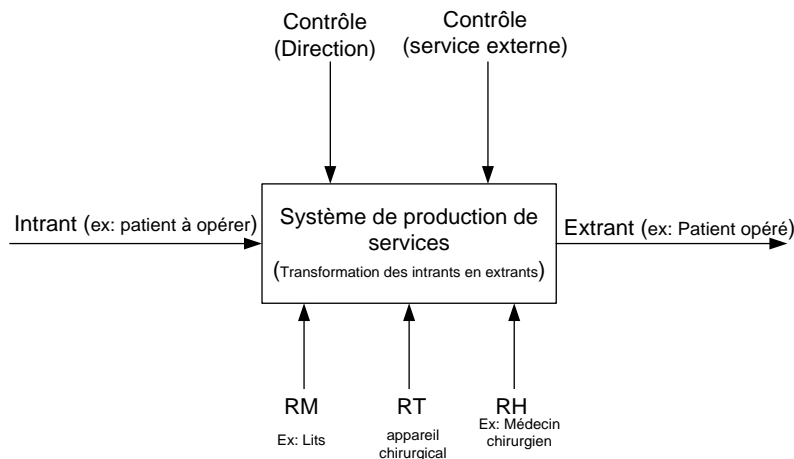 Contrôle
(Direction)
Contrôle
(service externe)
Intrant (ex: patient à opérer)
Système de production de
services
(Transformation des intrants en extrants)
Extrant (ex: Patient opéré)
RM
Ex: Lits
RT
appareil
chirurgical
RH
Ex: Médecin
chirurgien